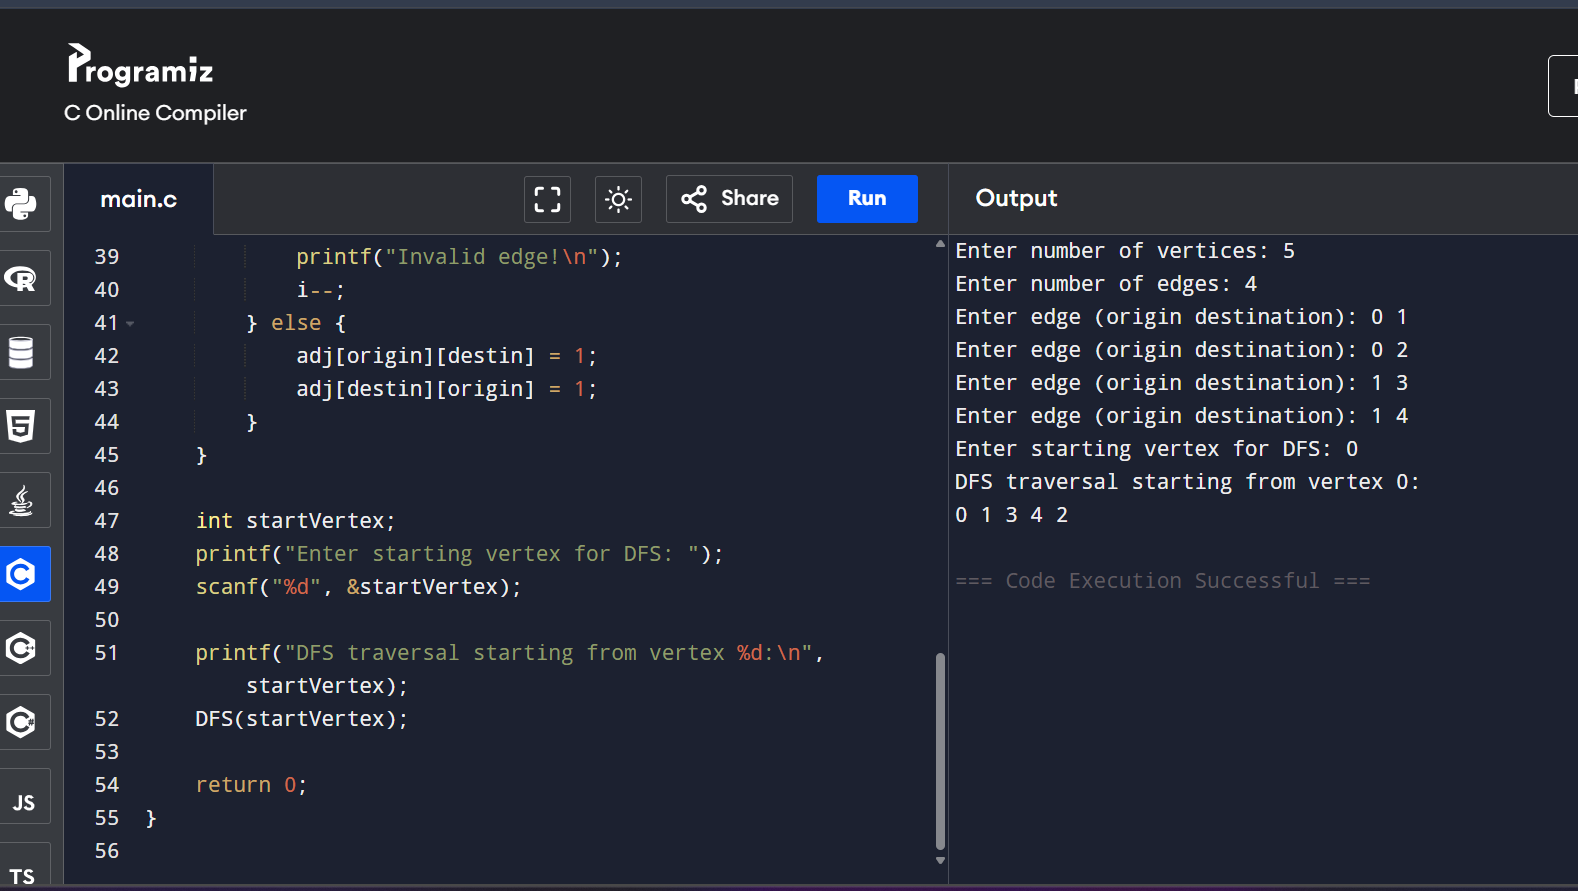 Programiz
C Online Compiler
main.c
Share
Run
Output
39 printf("Invalid edge!\n");
40 i--;
41 } else {
42 adj[origin][destin] = 1;
43 adj[destin][origin] = 1;
44 }
45 }
46
47 int startVertex;
48 printf("Enter starting vertex for DFS: ");
49 scanf("%d", &startVertex);
50
51 printf("DFS traversal starting from vertex %d:\n",
startVertex);
52 DFS(startVertex);
53
54 return 0;
55 }
56
Enter number of vertices: 5
Enter number of edges: 4
Enter edge (origin destination): 0 1
Enter edge (origin destination): 0 2
Enter edge (origin destination): 1 3
Enter edge (origin destination): 1 4
Enter starting vertex for DFS: 0
DFS traversal starting from vertex 0:
0 1 3 4 2
=== Code Execution Successful ===
R
5
C
C++
C#
JS
TS